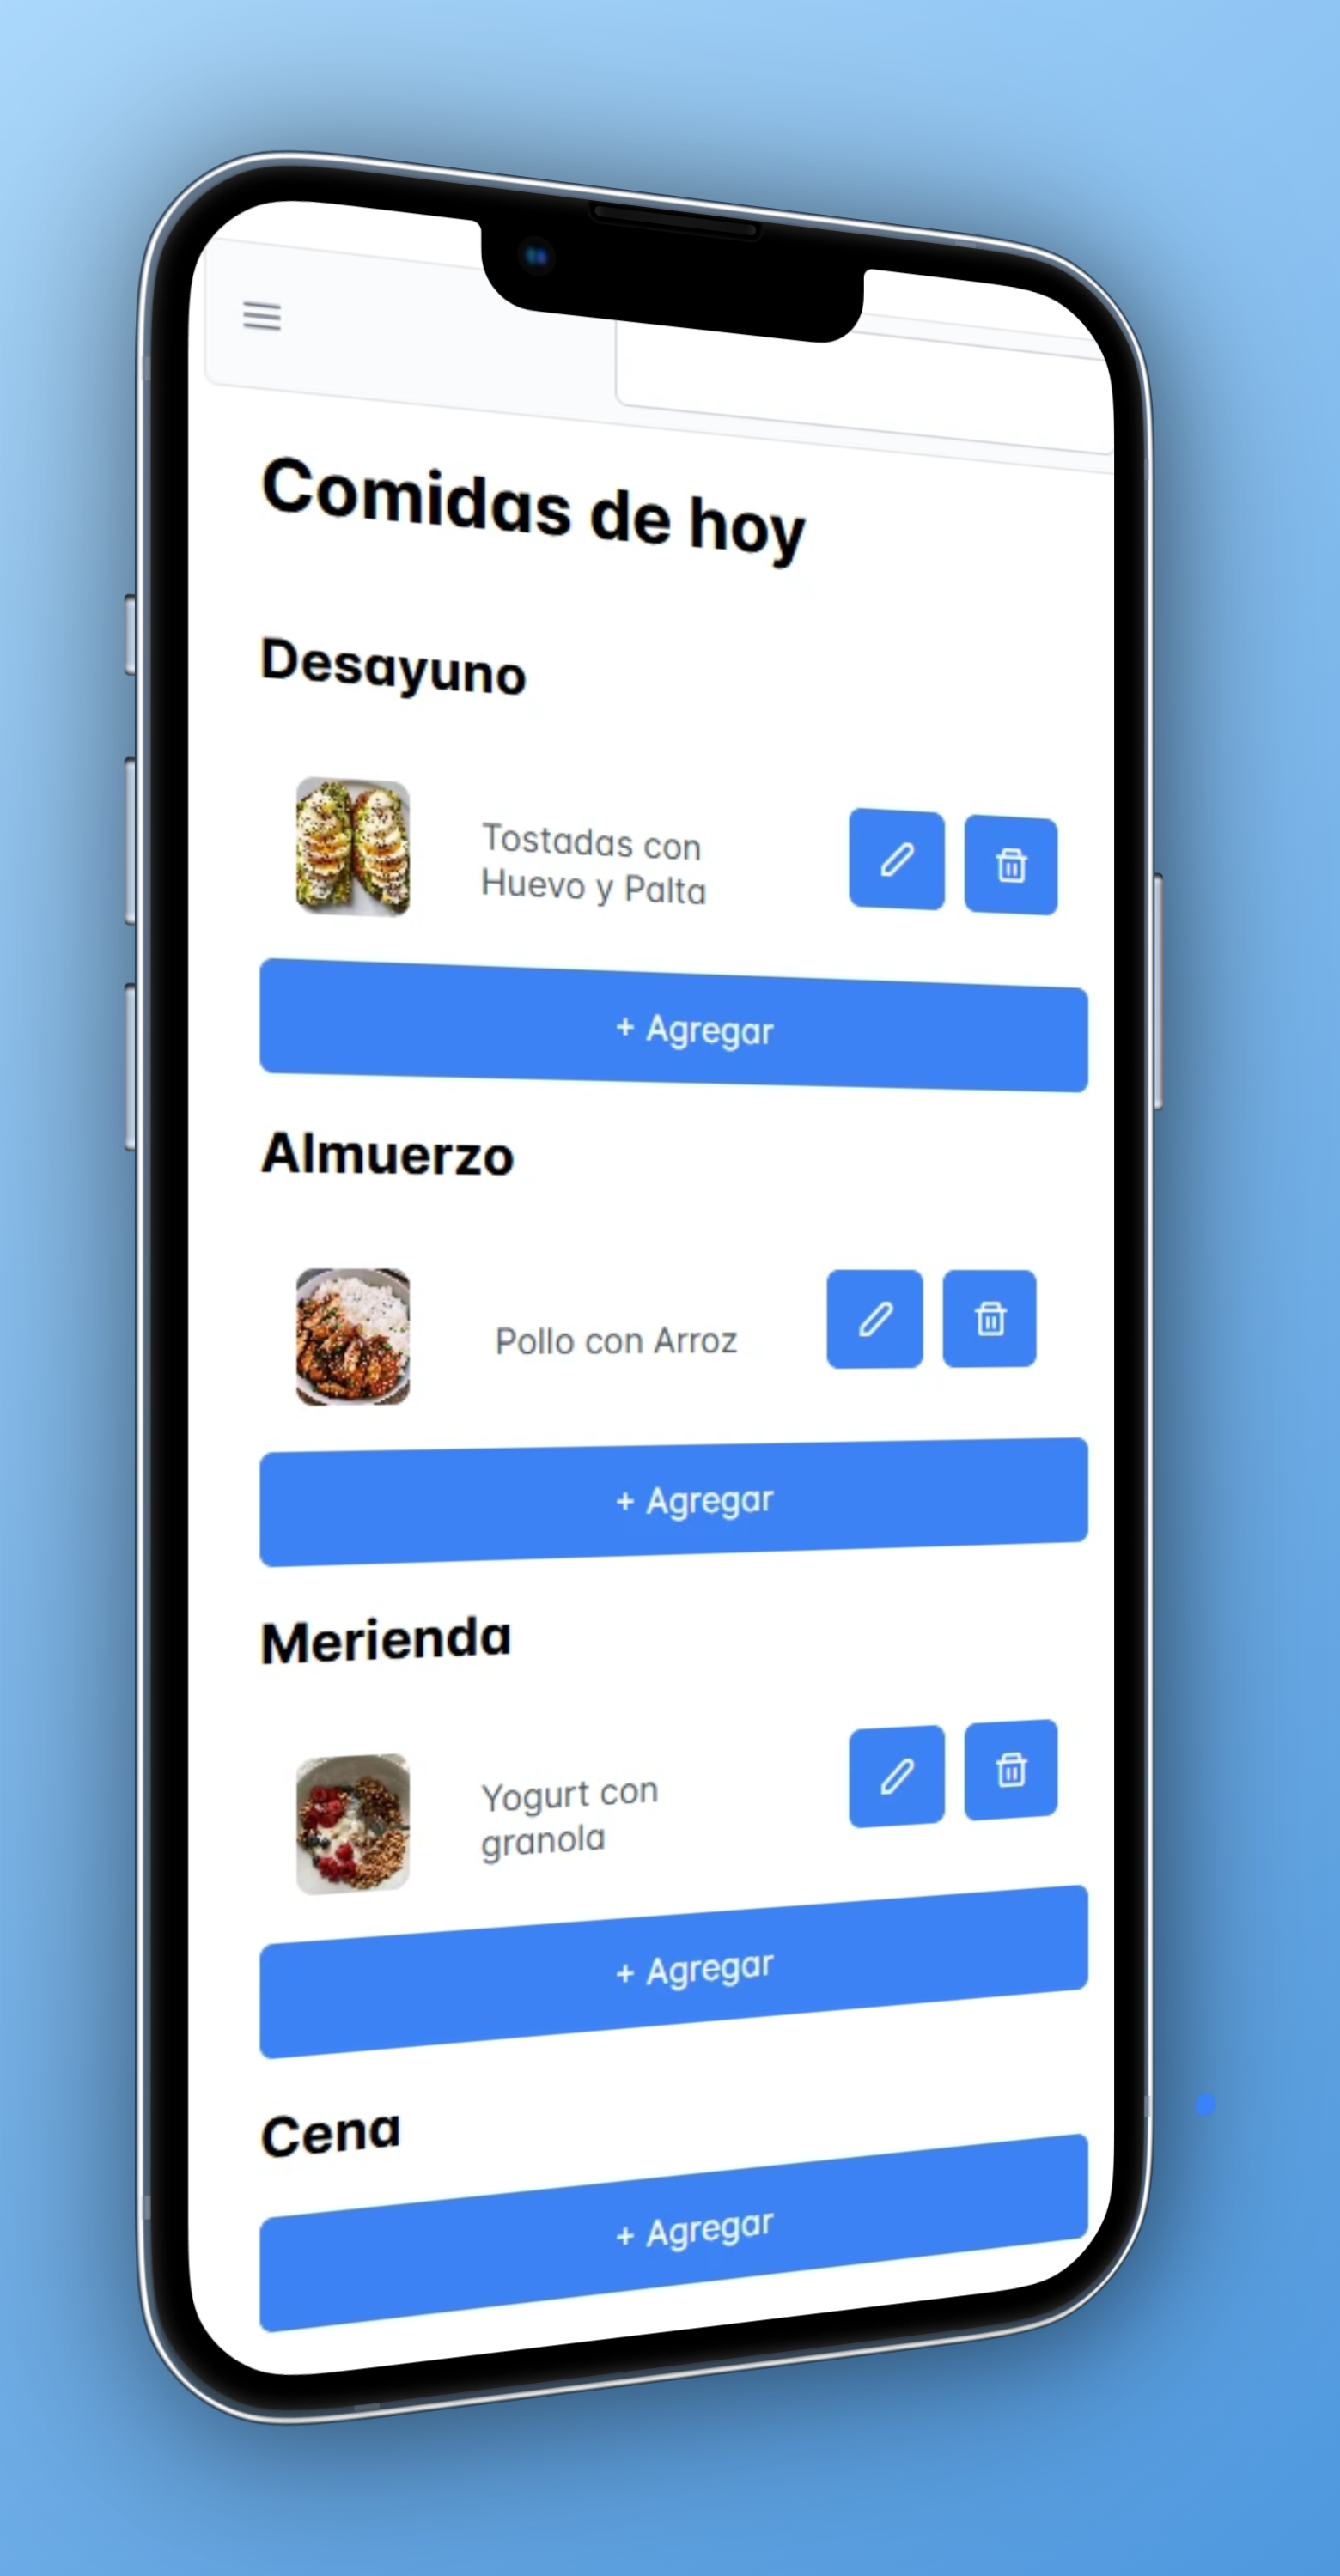 Comidas de hoy
Desayuno
Tostadas con
Huevo y Palta
+ Agregar
Almuerzo
Pollo con Arroz
+ Agregar
Merienda
Yogurt con
granola
+ Agregar
Cena
+ Agregar